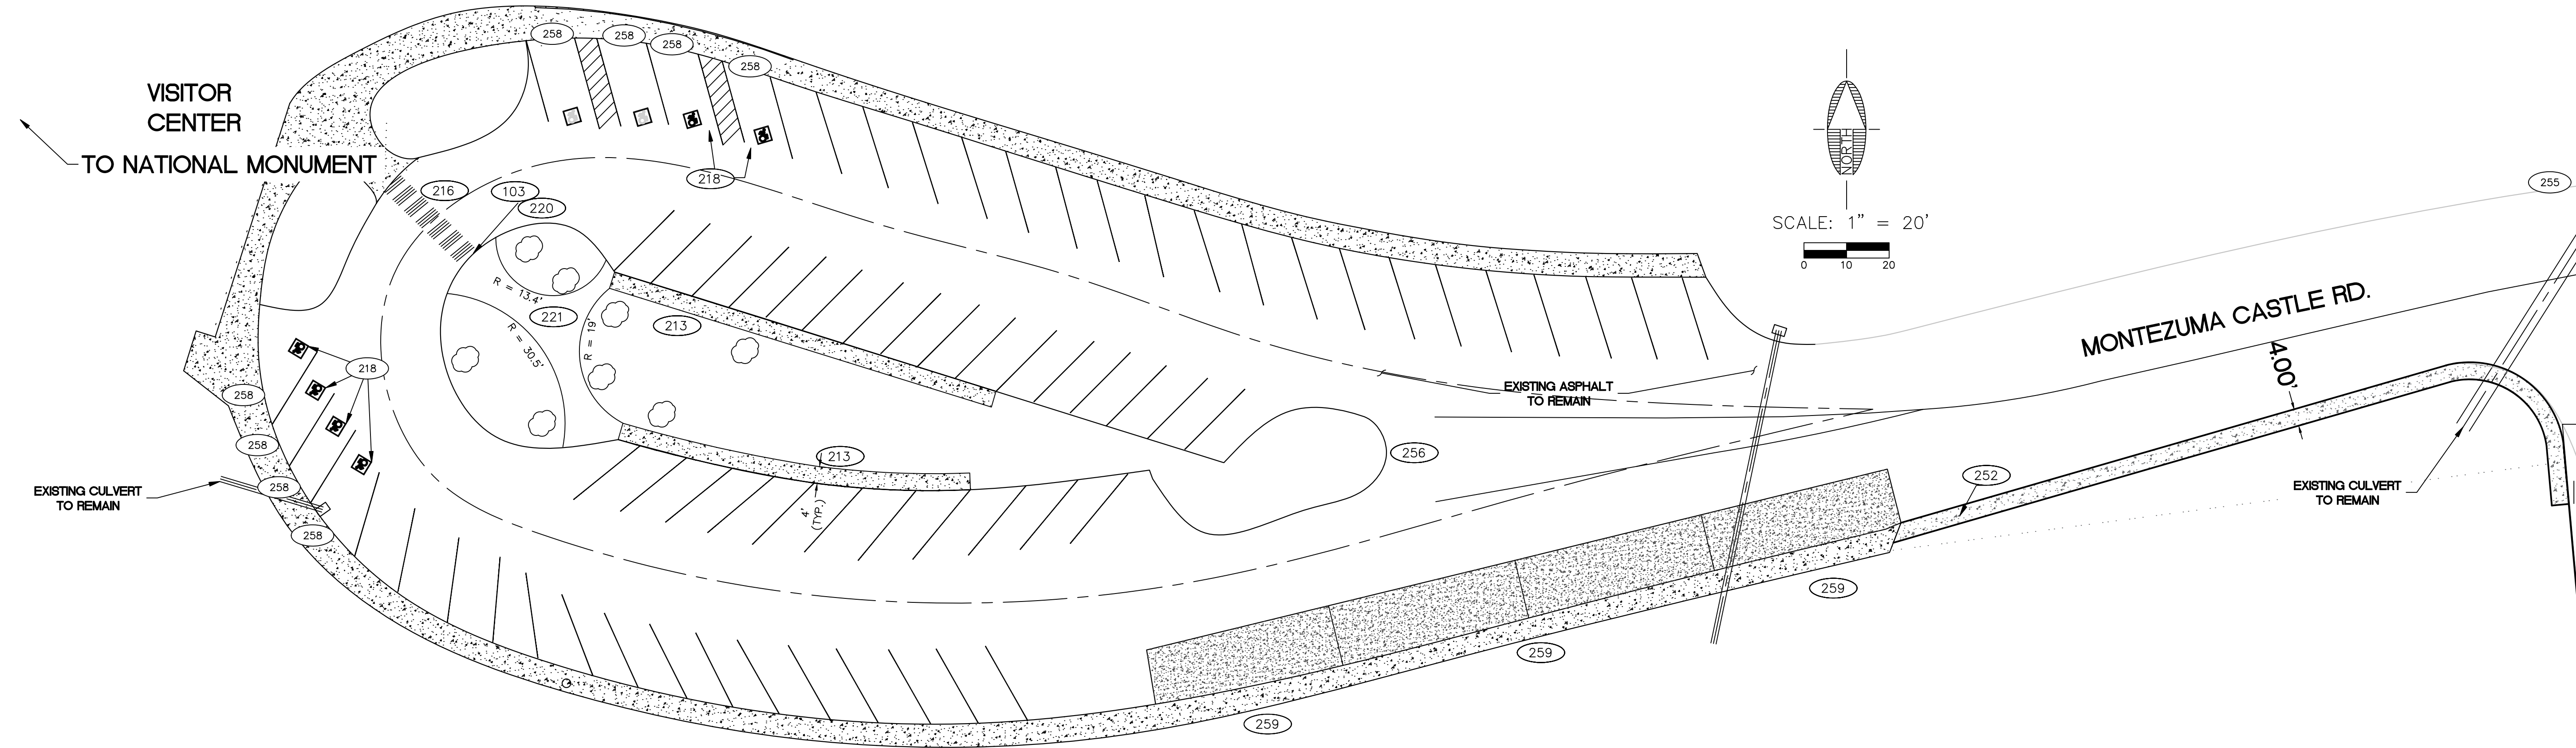 258
258
258
258
VISITOR
CENTER
TO NATIONAL MONUMENT
216
103
220
218
NORTH
SCALE: 1" = 20'
0 10 20
255
R = 13.4'
221
R = 30.5'
R = 19'
213
218
MONTEZUMA CASTLE RD.
4.00'
EXISTING ASPHALT
TO REMAIN
258
258
258
258
213
4'
(TYP.)
256
252
EXISTING CULVERT
TO REMAIN
EXISTING CULVERT
TO REMAIN
259
259
259